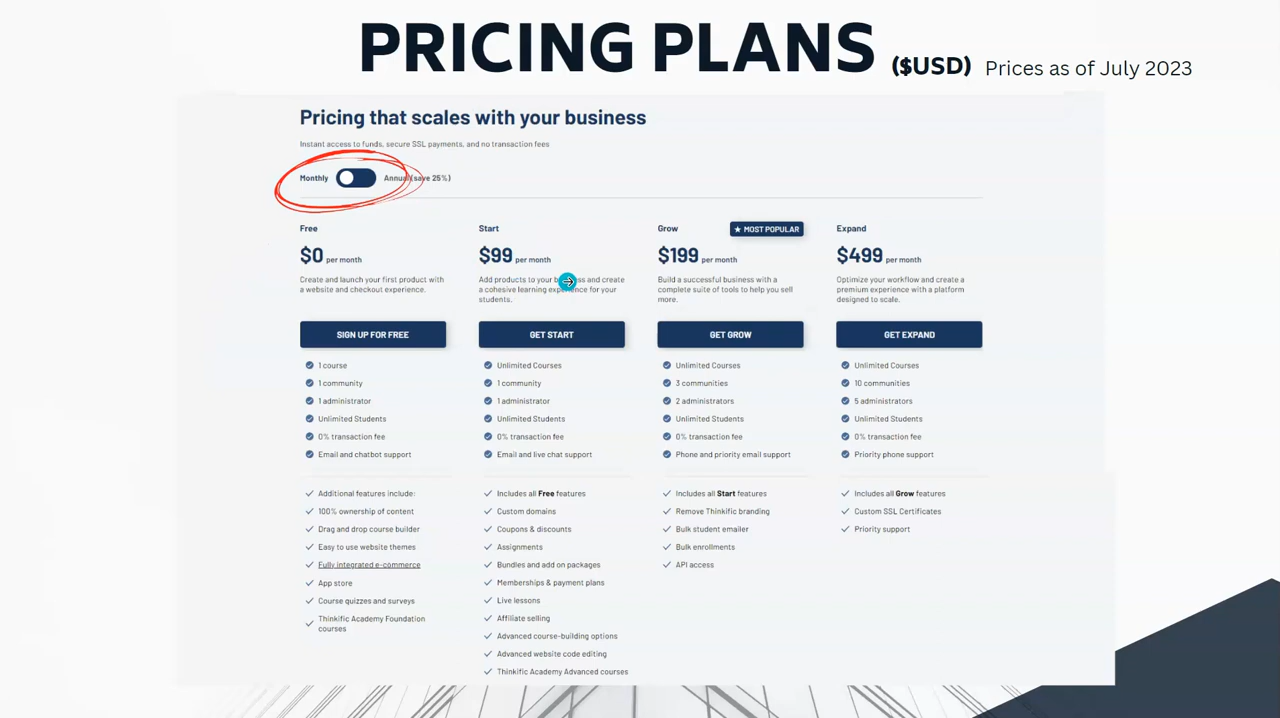 PRICING PLANS ($USD) Prices as of July 2023
Pricing that scales with your business
Instant access to funds, secure SSL payments, and no transaction fees
Monthly Annual (save 25%)
Free
$0 per month
Create and launch your first product with
a website and checkout experience.
SIGN UP FOR FREE
1 course
1 community
1 administrator
Unlimited Students
0% transaction fee
Email and chatbot support
Additional features include:
100% ownership of content
Drag and drop course builder
Easy to use website themes
Fully integrated e-commerce
App store
Course quizzes and surveys
Thinkific Academy Foundation
courses
Start
$99 per month
Add products to your business and create
a cohesive learning experience for your
students.
GET START
Unlimited Courses
1 community
1 administrator
Unlimited Students
0% transaction fee
Email and live chat support
Includes all Free features
Custom domains
Coupons & discounts
Assignments
Bundles and add on packages
Memberships & payment plans
Live lessons
Affiliate selling
Advanced course-building options
Advanced website code editing
Thinkific Academy Advanced courses
Grow
★ MOST POPULAR
$199 per month
Build a successful business with a
complete suite of tools to help you sell
more.
GET GROW
Unlimited Courses
3 communities
2 administrators
Unlimited Students
0% transaction fee
Phone and priority email support
Includes all Start features
Remove Thinkific branding
Bulk student emailer
Bulk enrollments
API access
Expand
$499 per month
Optimize your workflow and create a
premium experience with a platform
designed to scale.
GET EXPAND
Unlimited Courses
10 communities
5 administrators
Unlimited Students
0% transaction fee
Priority phone support
Includes all Grow features
Custom SSL Certificates
Priority support